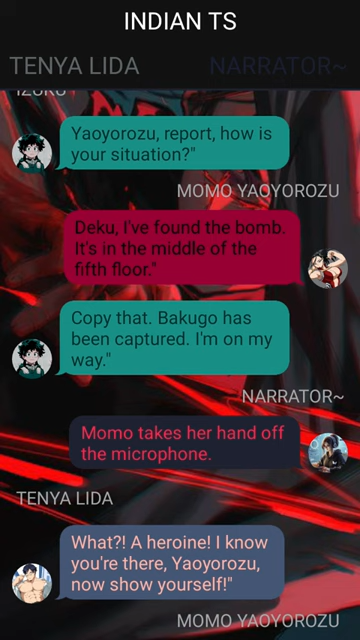 INDIAN TS
TENYA LIDA
NARRATOR~
IZUKU
Yaoyorozu, report, how is
your situation?"
MOMO YAOYOROZU
Deku, I've found the bomb.
It's in the middle of the
fifth floor."
Copy that. Bakugo has
been captured. I'm on my
way."
NARRATOR~
Momo takes her hand off
the microphone.
TENYA LIDA
What?! A heroine! I know
you're there, Yaoyorozu,
now show yourself!"
MOMO YAOYOROZU